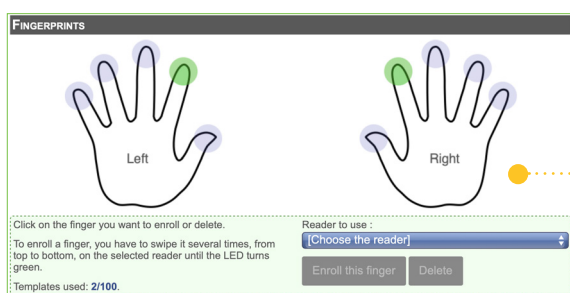 FINGERPRINTS
Left
Right
Click on the finger you want to enroll or delete.
To enroll a finger, you have to swipe it several times, from
top to bottom, on the selected reader until the LED turns
green.
Templates used: 2/100.
Reader to use :
[Choose the reader]
Enroll this finger
Delete